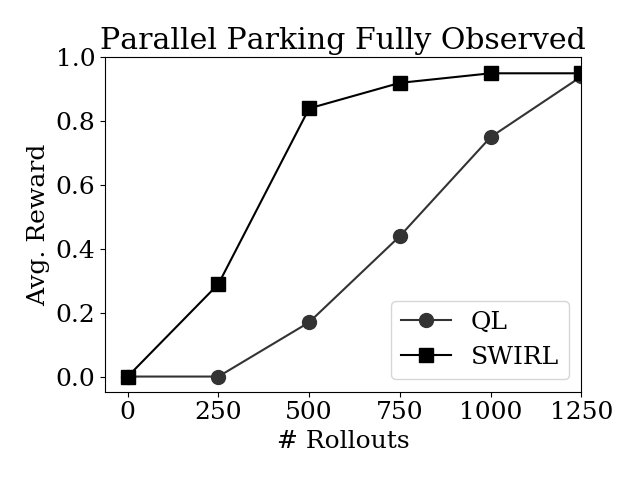 Parallel Parking Fully Observed
Avg. Reward
1.0
0.8
0.6
0.4
0.2
0.0
QL
SWIRL
0 250 500 750 1000 1250
# Rollouts